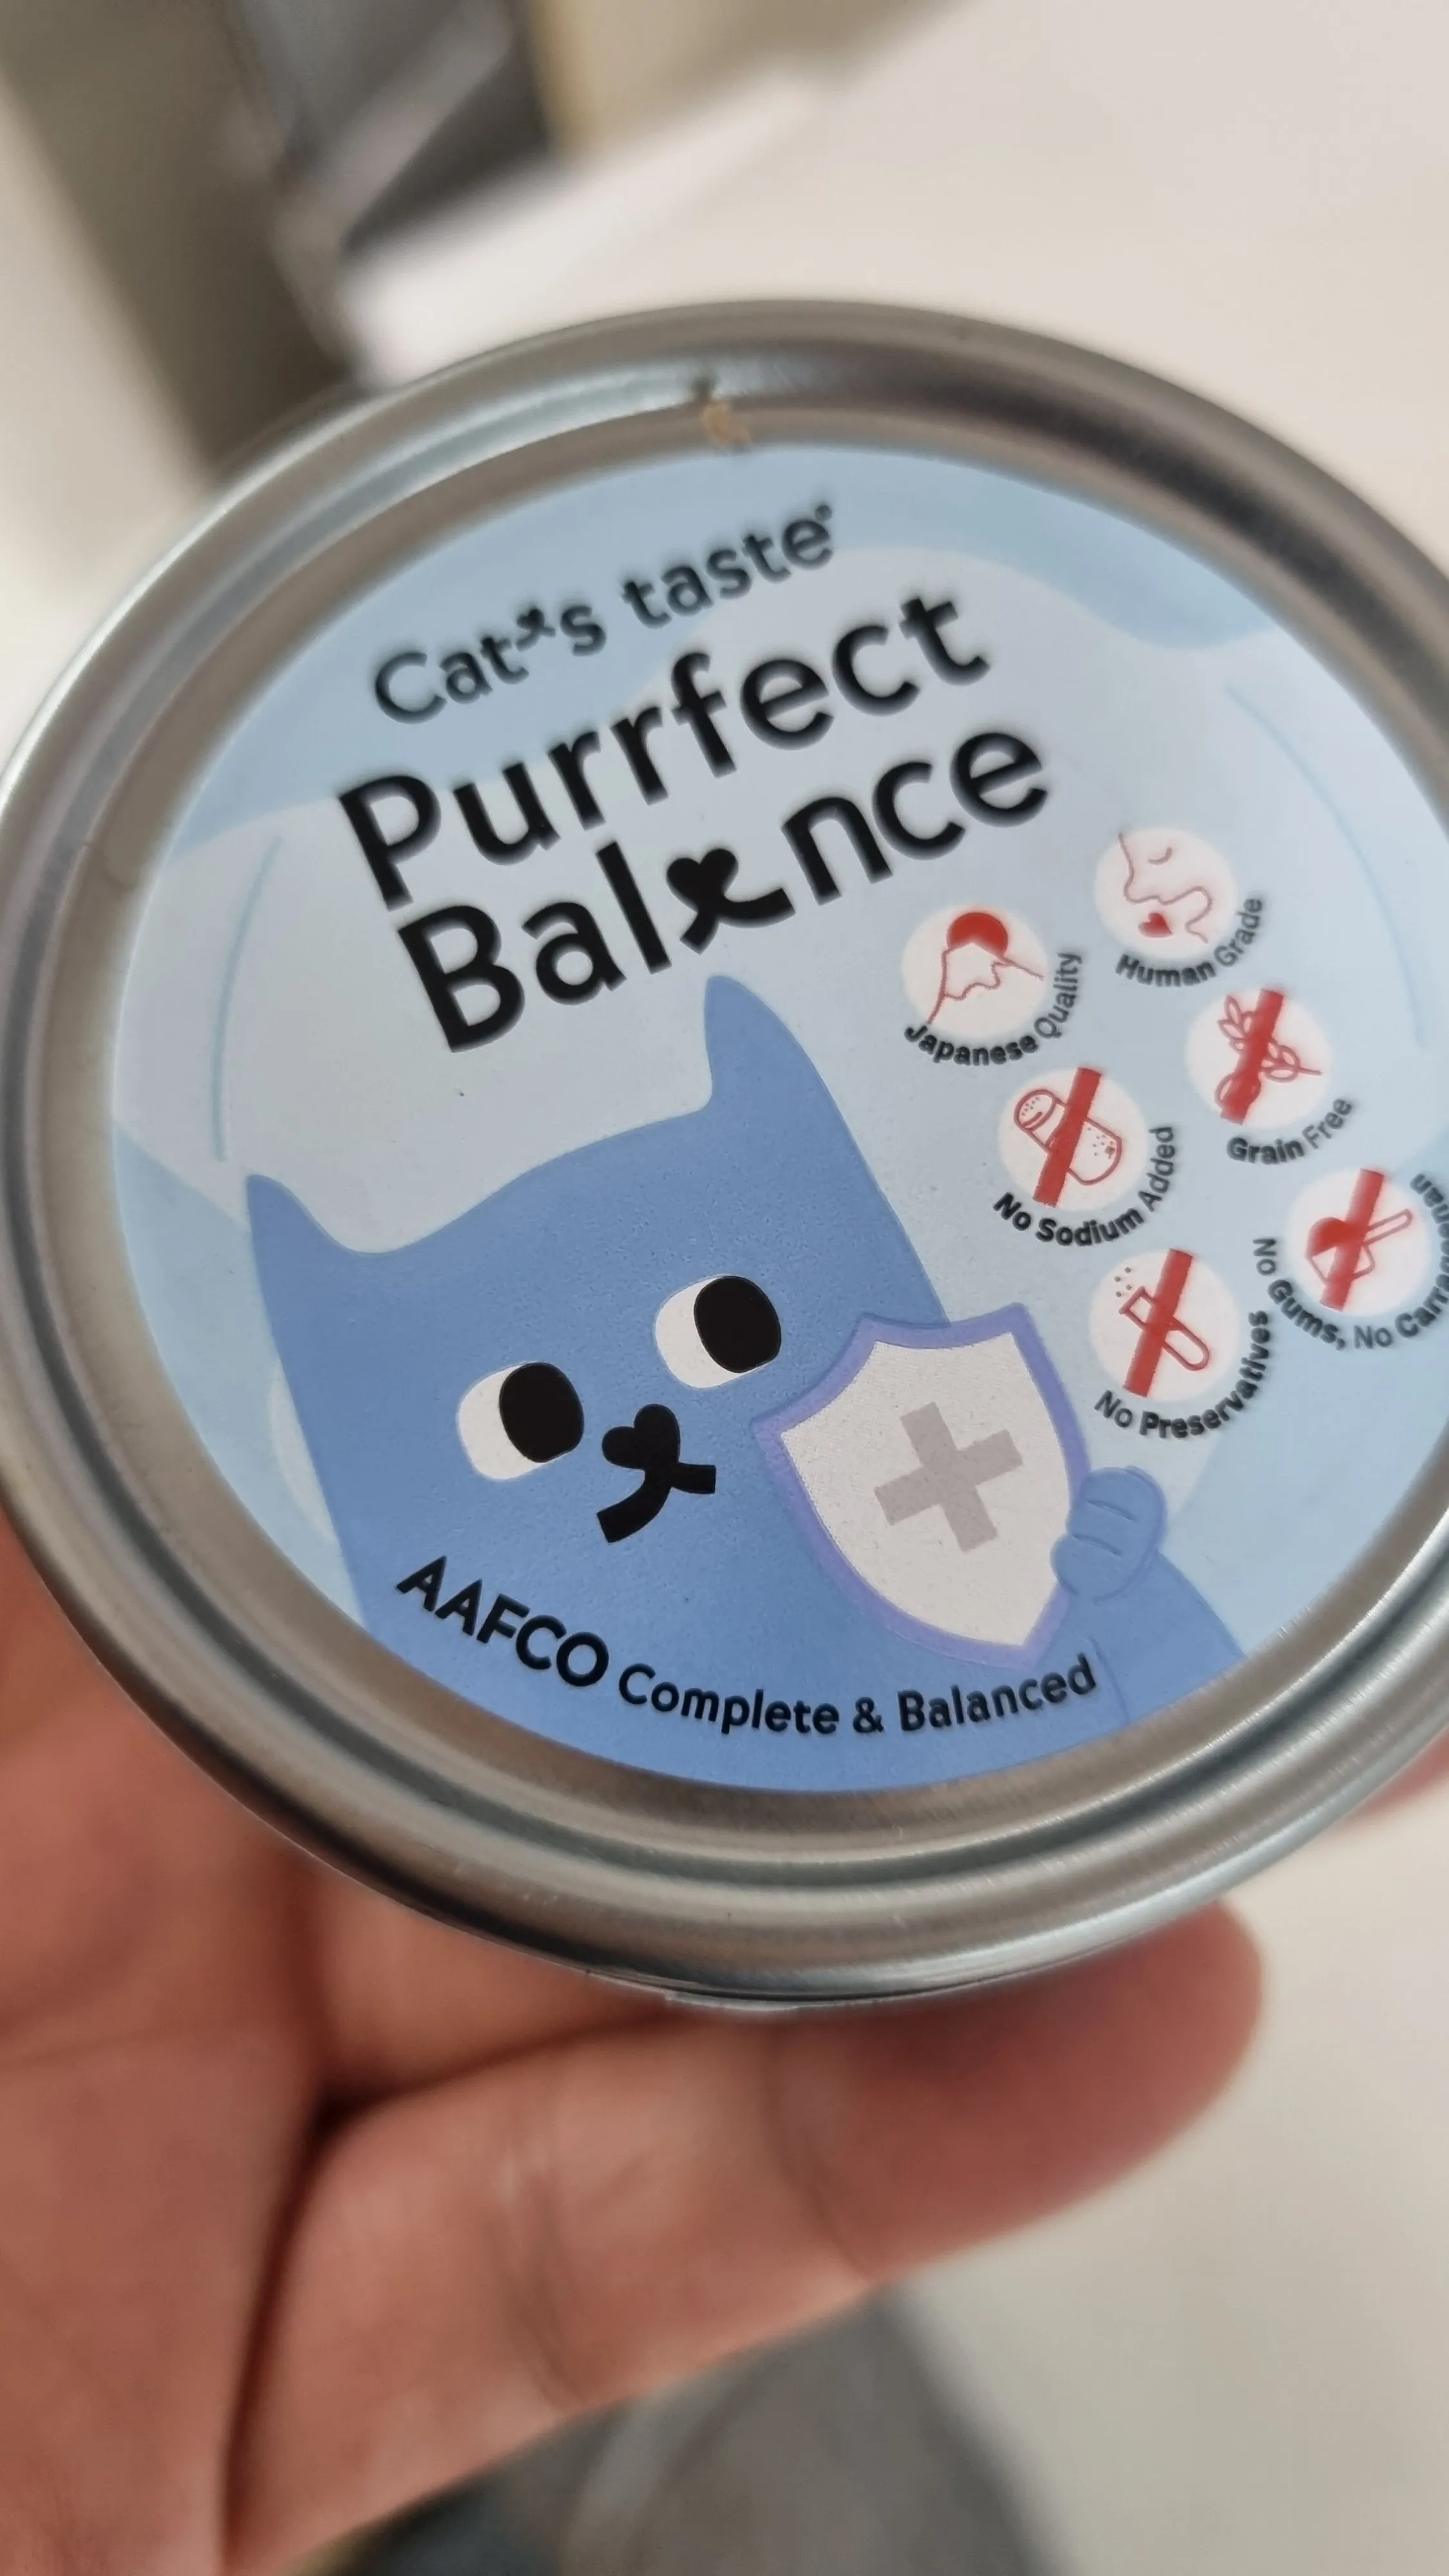 Cat's taste
Purrfect
Balance
Japanese Quality
Human Grade
No Sodium Added
Grain Free
No Preservatives
No Gums, No Carrageenan
AAFCO Complete & Balanced